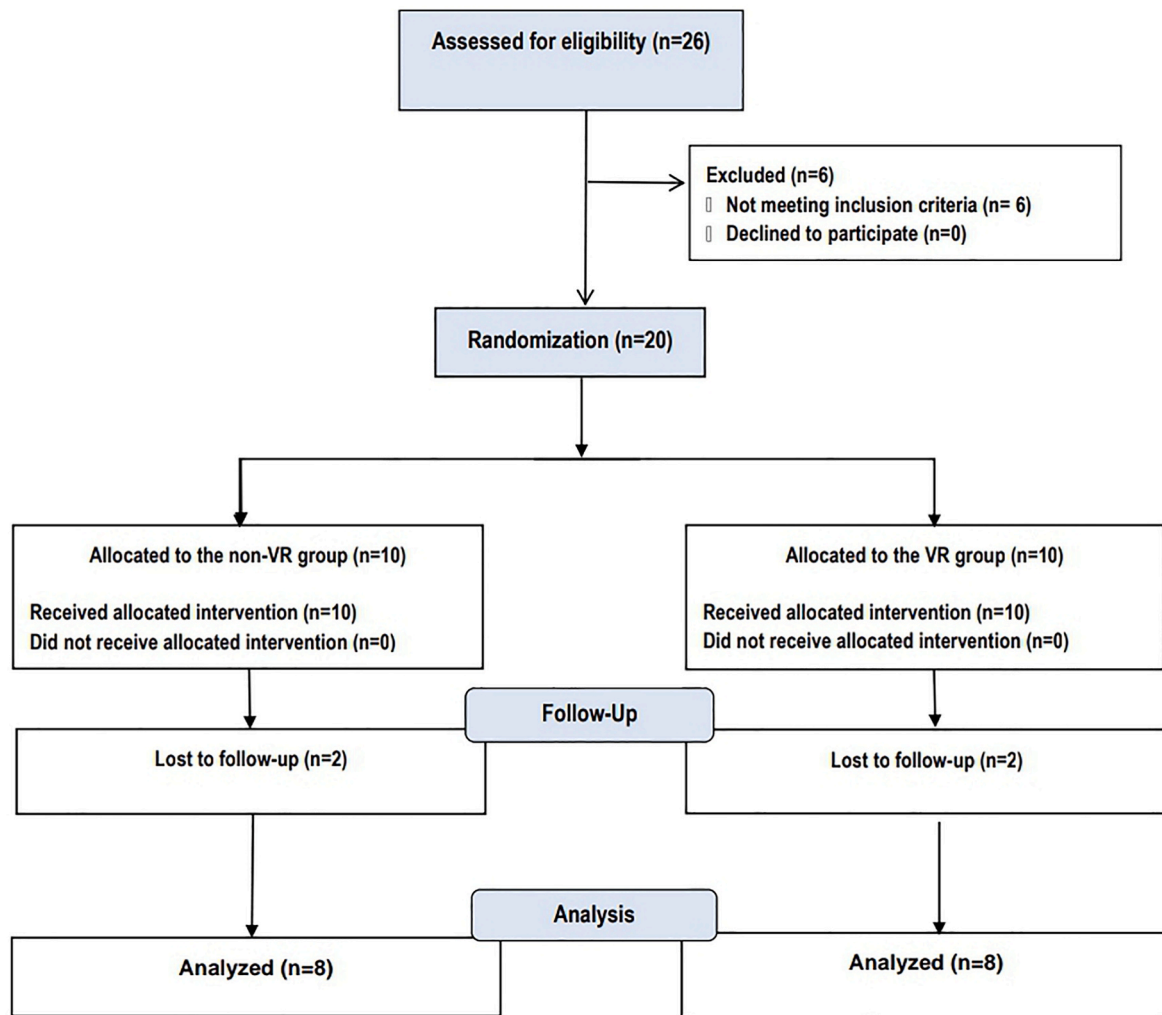 Assessed for eligibility (n=26)
Excluded (n=6)
▯ Not meeting inclusion criteria (n= 6)
▯ Declined to participate (n=0)
Randomization (n=20)
Allocated to the non-VR group (n=10)
Received allocated intervention (n=10)
Did not receive allocated intervention (n=0)
Allocated to the VR group (n=10)
Received allocated intervention (n=10)
Did not receive allocated intervention (n=0)
Follow-Up
Lost to follow-up (n=2)
Lost to follow-up (n=2)
Analysis
Analyzed (n=8)
Analyzed (n=8)